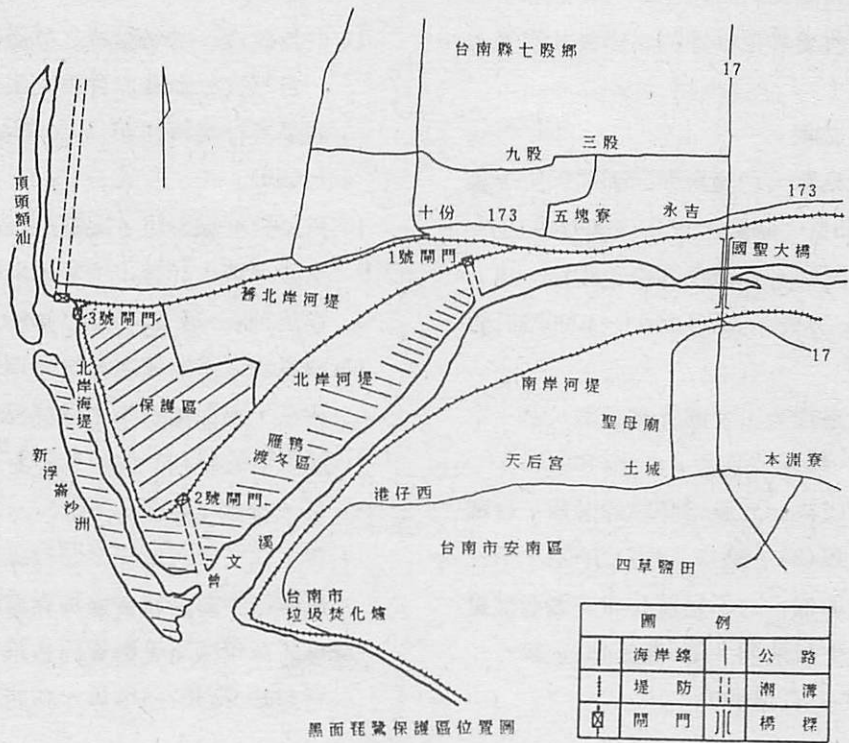 台南縣七股鄉
17
頂頭額汕
九股
三股
十份
173
五塊寮
永吉
173
1號閘門
國聖大橋
舊北岸河堤
3號閘門
北岸海堤
保護區
北岸河堤
雁鴨
渡冬區
南岸河堤
17
聖母廟
天后宮
土城
本淵寮
新浮崙沙洲
2號閘門
港仔西
曾文溪
台南市安南區
四草鹽田
台南市
垃圾焚化爐
圖例
海岸線 公路
堤防 潮溝
閘門 橋樑
黑面琵鷺保護區位置圖